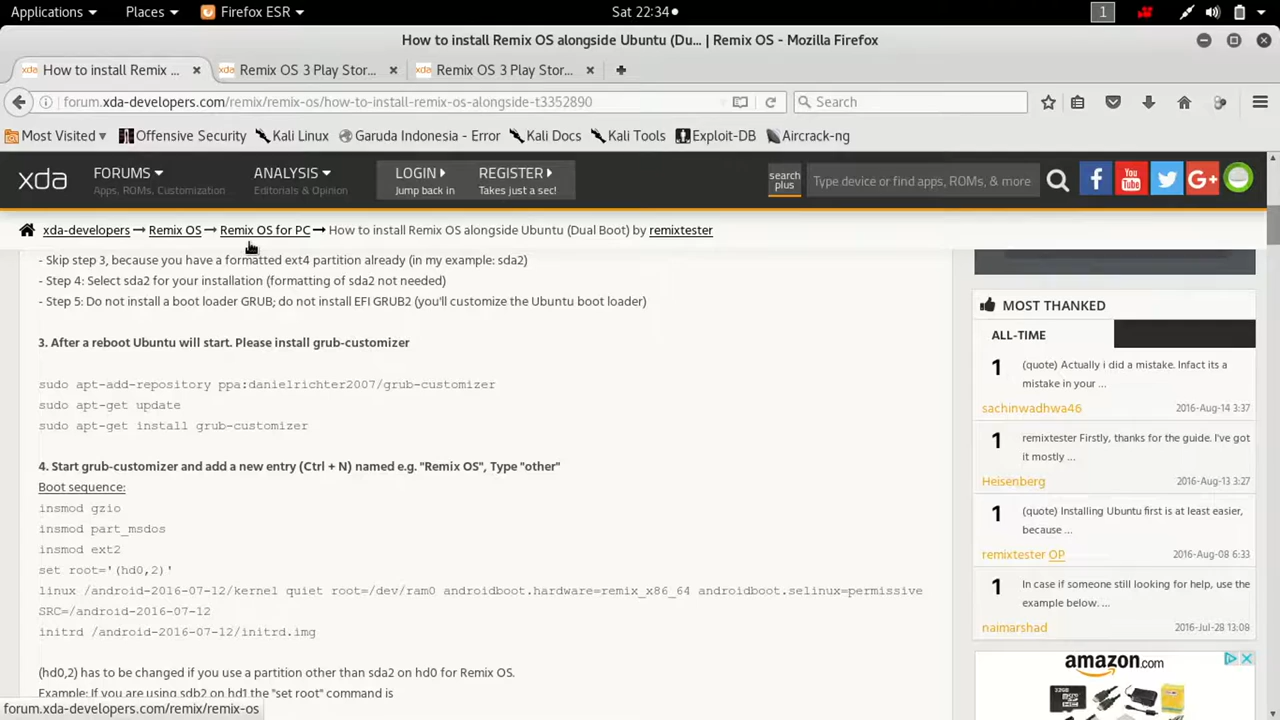 Applications Places Firefox ESR Sat 22:34 1
How to install Remix OS alongside Ubuntu (Du... | Remix OS - Mozilla Firefox
xda How to install Remix ... xda Remix OS 3 Play Stor... xda Remix OS 3 Play Stor...
forum.xda-developers.com/remix/remix-os/how-to-install-remix-os-alongside-t3352890 Search
Most Visited Offensive Security Kali Linux Garuda Indonesia - Error Kali Docs Kali Tools Exploit-DB Aircrack-ng
xda FORUMS ANALYSIS LOGIN REGISTER search plus Type device or find apps, ROMs, & more f You Tube G+
Apps, ROMs, Customization Editorials & Opinion Jump back in Takes just a sec!
xda-developers Remix OS Remix OS for PC How to install Remix OS alongside Ubuntu (Dual Boot) by remixtester
- Skip step 3, because you have a formatted ext4 partition already (in my example: sda2)
- Step 4: Select sda2 for your installation (formatting of sda2 not needed)
- Step 5: Do not install a boot loader GRUB; do not install EFI GRUB2 (you'll customize the Ubuntu boot loader)
3. After a reboot Ubuntu will start. Please install grub-customizer
sudo apt-add-repository ppa:danielrichter2007/grub-customizer
sudo apt-get update
sudo apt-get install grub-customizer
4. Start grub-customizer and add a new entry (Ctrl + N) named e.g. "Remix OS", Type "other"
Boot sequence:
insmod gzio
insmod part_msdos
insmod ext2
set root='(hd0,2)'
linux /android-2016-07-12/kernel quiet root=/dev/ram0 androidboot.hardware=remix_x86_64 androidboot.selinux=permissive
SRC=/android-2016-07-12
initrd /android-2016-07-12/initrd.img
(hd0,2) has to be changed if you use a partition other than sda2 on hd0 for Remix OS.
Example: If you are using sdb2 on hd1 the "set root" command is
forum.xda-developers.com/remix/remix-os
MOST THANKED
ALL-TIME
1 (quote) Actually i did a mistake. Infact its a
mistake in your ...
sachinwadhwa46 2016-Aug-14 3:37
1 remixtester Firstly, thanks for the guide. I've got
it mostly ...
Heisenberg 2016-Aug-13 3:27
1 (quote) Installing Ubuntu first is at least easier,
because ...
remixtester OP 2016-Aug-08 6:33
1 In case if someone still looking for help, use the
example below. ...
naimarshad 2016-Jul-28 13:08
amazon.com